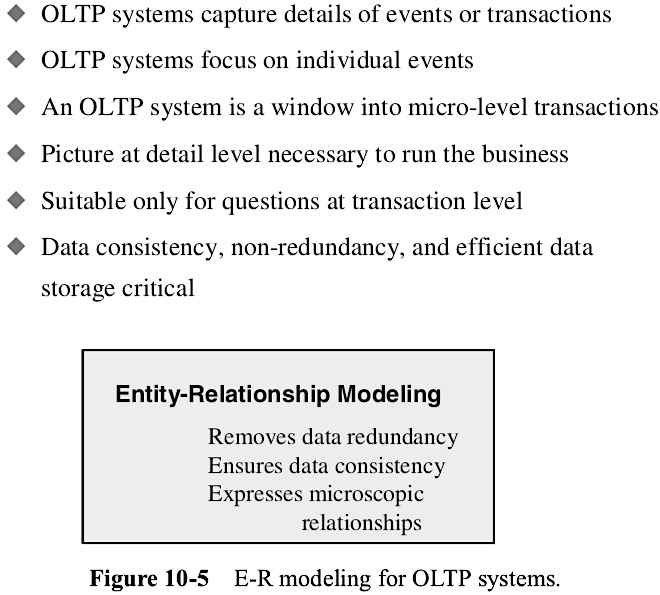 ◆ OLTP systems capture details of events or transactions
◆ OLTP systems focus on individual events
◆ An OLTP system is a window into micro-level transactions
◆ Picture at detail level necessary to run the business
◆ Suitable only for questions at transaction level
◆ Data consistency, non-redundancy, and efficient data
storage critical
Entity-Relationship Modeling
Removes data redundancy
Ensures data consistency
Expresses microscopic
relationships
Figure 10-5 E-R modeling for OLTP systems.